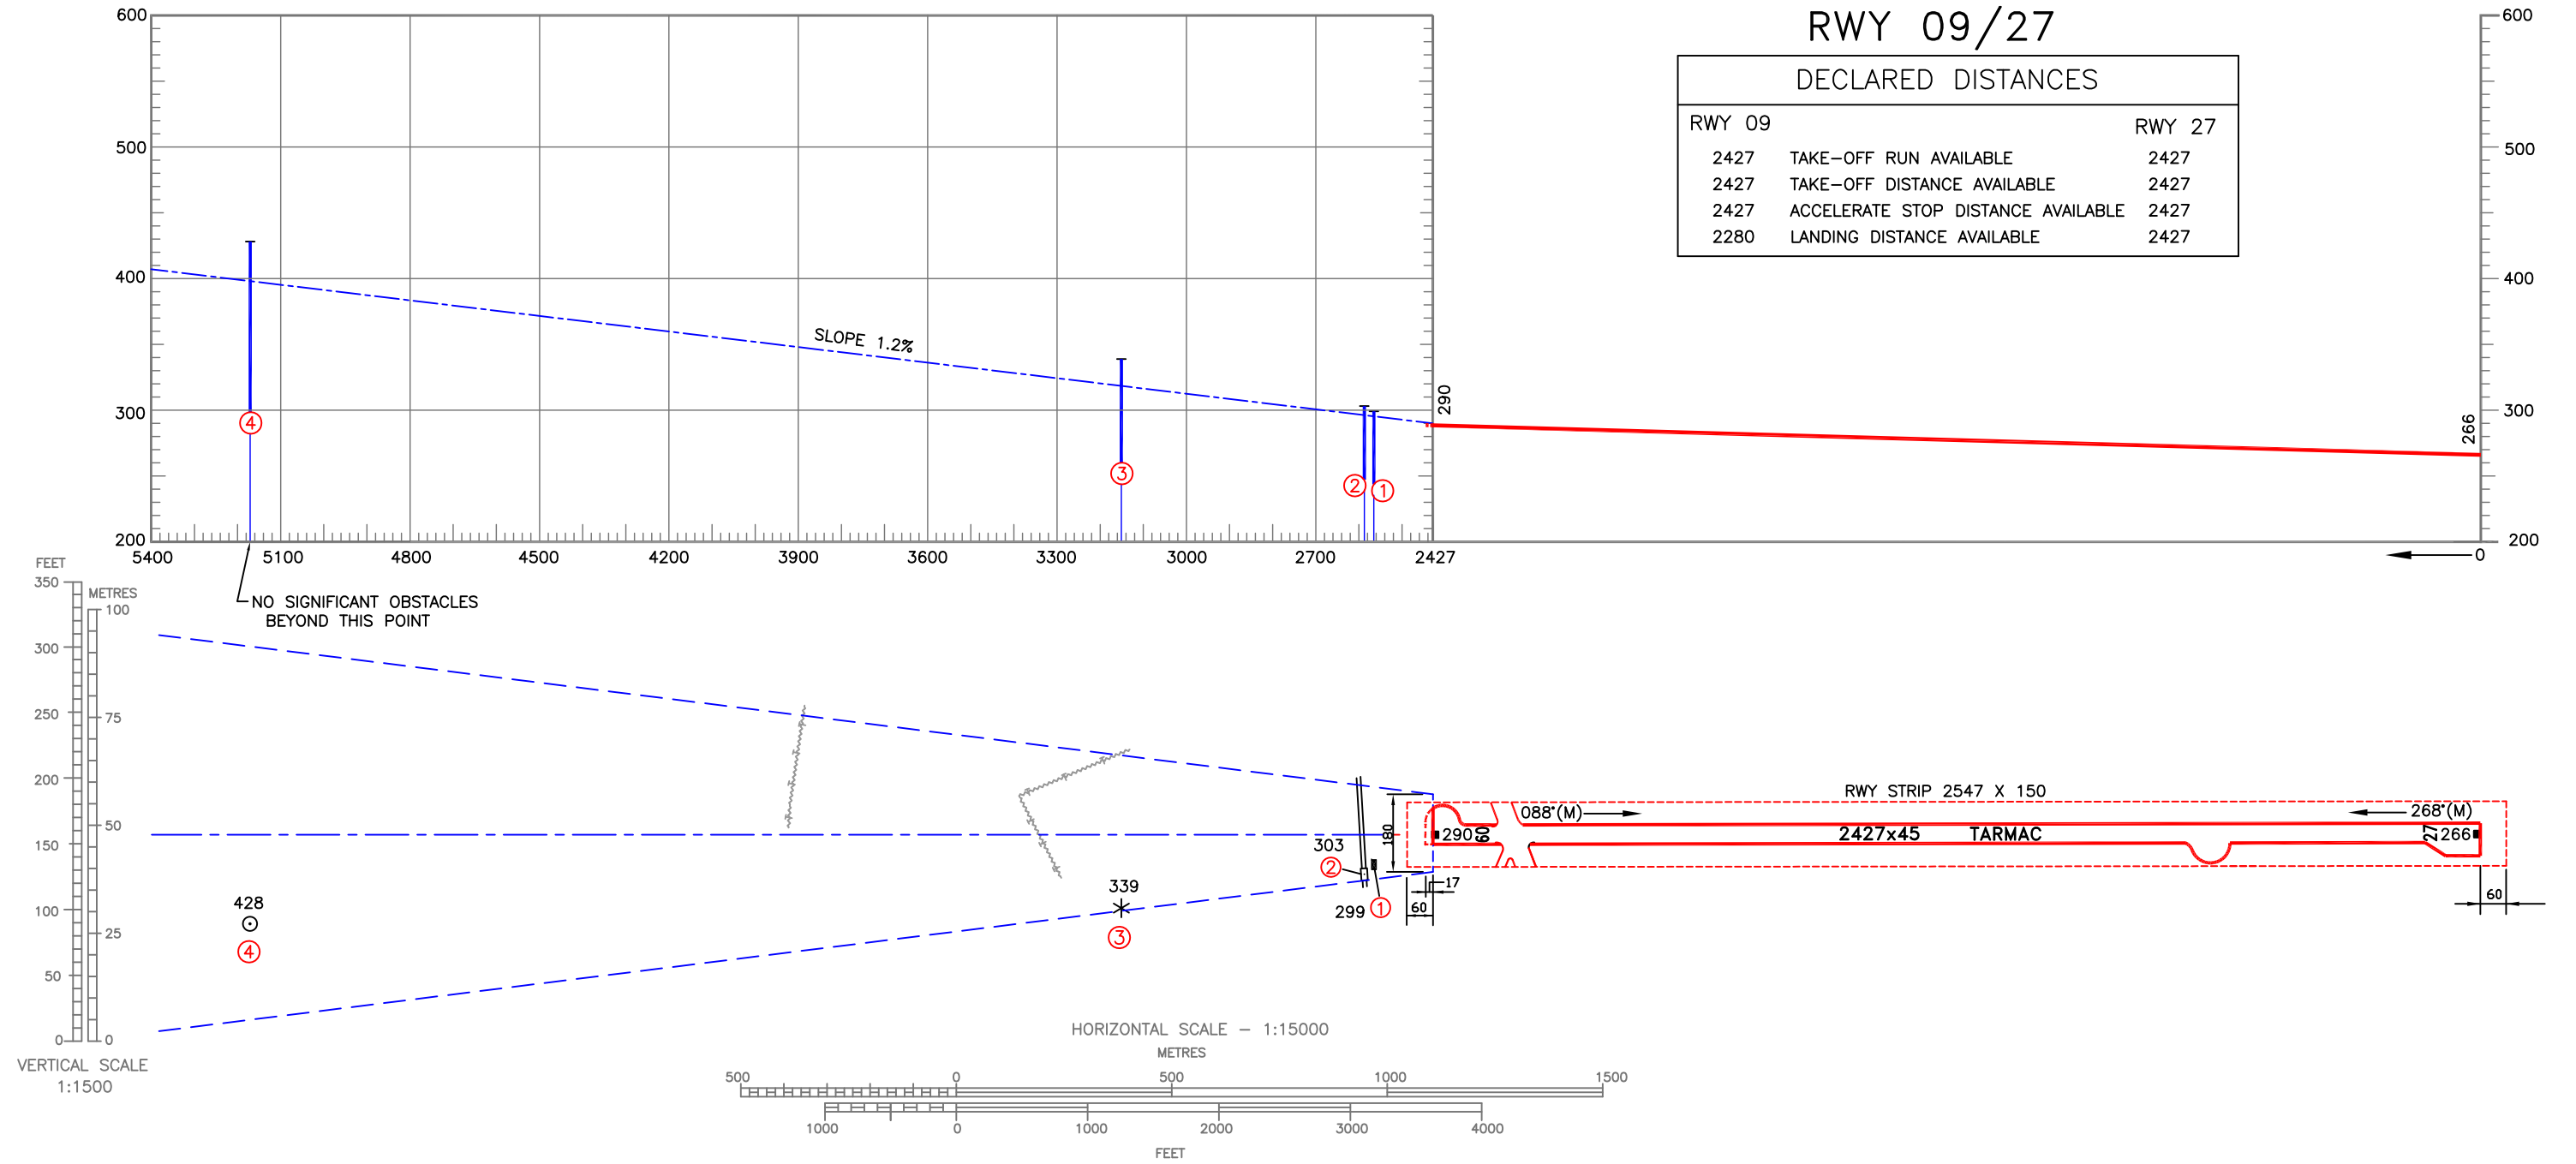 RWY 09/27
DECLARED DISTANCES
RWY 09 RWY 27
2427 TAKE-OFF RUN AVAILABLE 2427
2427 TAKE-OFF DISTANCE AVAILABLE 2427
2427 ACCELERATE STOP DISTANCE AVAILABLE 2427
2280 LANDING DISTANCE AVAILABLE 2427
600
500
400
300
200
600
500
400
300
200
SLOPE 1.2%
290
266
4
3
2
1
5400 5100 4800 4500 4200 3900 3600 3300 3000 2700 2427
0
NO SIGNIFICANT OBSTACLES
BEYOND THIS POINT
FEET
350
300
250
200
150
100
50
0
METRES
100
75
50
25
0
VERTICAL SCALE
1:1500
428
4
339
3
303
2
299
1
180
60
17
290
60
088°(M)
RWY STRIP 2547 X 150
2427x45 TARMAC
268°(M)
27
266
60
HORIZONTAL SCALE - 1:15000
METRES
500 0 500 1000 1500
1000 0 1000 2000 3000 4000
FEET